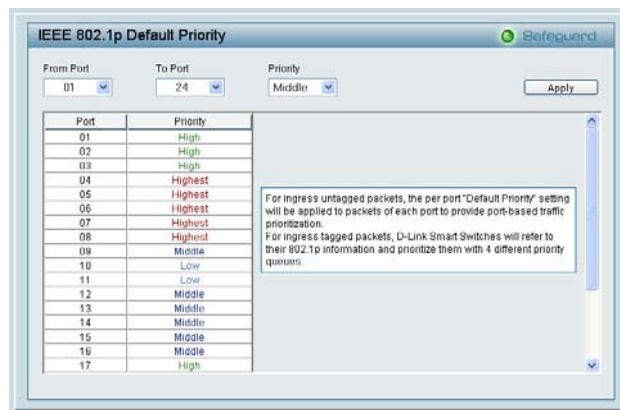 IEEE 802.1p Default Priority
Safeguard
From Port To Port Priority
01 24 Middle Apply
Port Priority
01 High
02 High
03 High
04 Highest
05 Highest
06 Highest
07 Highest
08 Highest
09 Middle
10 Low
11 Low
12 Middle
13 Middle
14 Middle
15 Middle
16 Middle
17 High
For ingress untagged packets, the per port "Default Priority" setting
will be applied to packets of each port to provide port-based traffic
prioritization.
For ingress tagged packets, D-Link Smart Switches will refer to
their 802.1p information and prioritize them with 4 different priority
queues.